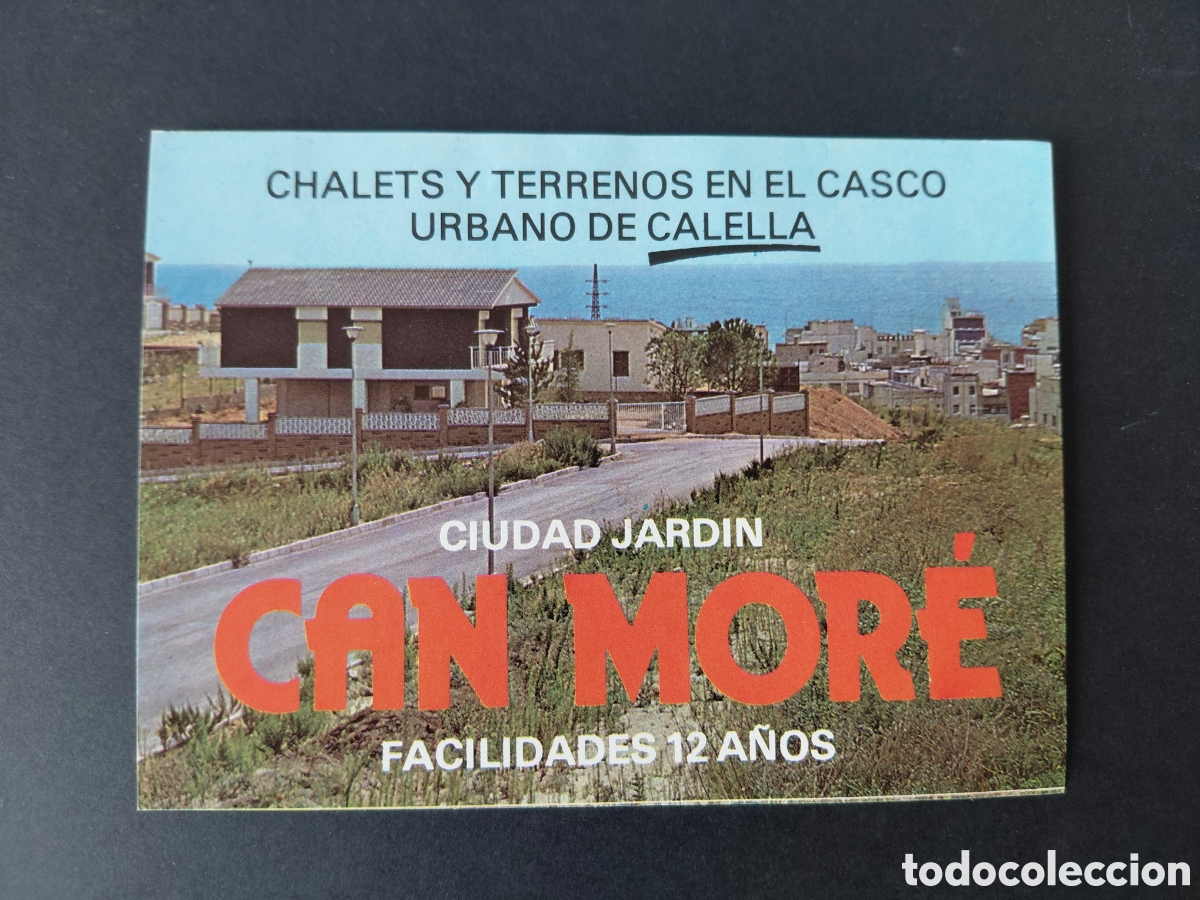 CHALETS Y TERRENOS EN EL CASCO
URBANO DE CALELLA
CIUDAD JARDIN
CAN MORÉ
FACILIDADES 12 AÑOS
todocoleccion